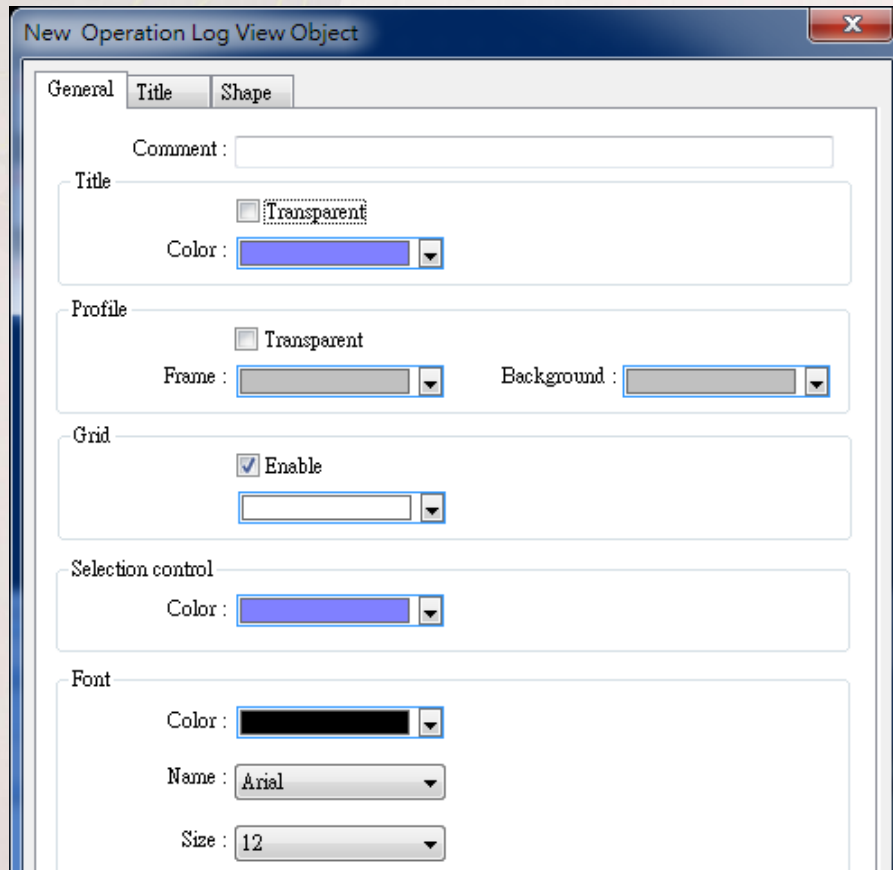 New Operation Log View Object
General Title Shape
Comment :
Title
Transparent
Color :
Profile
Transparent
Frame : Background :
Grid
Enable
Selection control
Color :
Font
Color :
Name : Arial
Size : 12